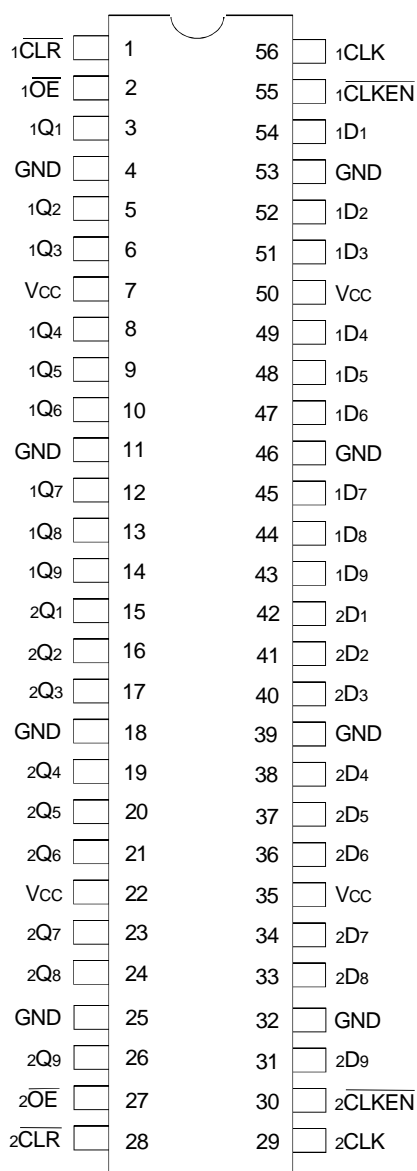 1CLR 1 56 1CLK
1OE 2 55 1CLKEN
1Q1 3 54 1D1
GND 4 53 GND
1Q2 5 52 1D2
1Q3 6 51 1D3
VCC 7 50 VCC
1Q4 8 49 1D4
1Q5 9 48 1D5
1Q6 10 47 1D6
GND 11 46 GND
1Q7 12 45 1D7
1Q8 13 44 1D8
1Q9 14 43 1D9
2Q1 15 42 2D1
2Q2 16 41 2D2
2Q3 17 40 2D3
GND 18 39 GND
2Q4 19 38 2D4
2Q5 20 37 2D5
2Q6 21 36 2D6
VCC 22 35 VCC
2Q7 23 34 2D7
2Q8 24 33 2D8
GND 25 32 GND
2Q9 26 31 2D9
2OE 27 30 2CLKEN
2CLR 28 29 2CLK